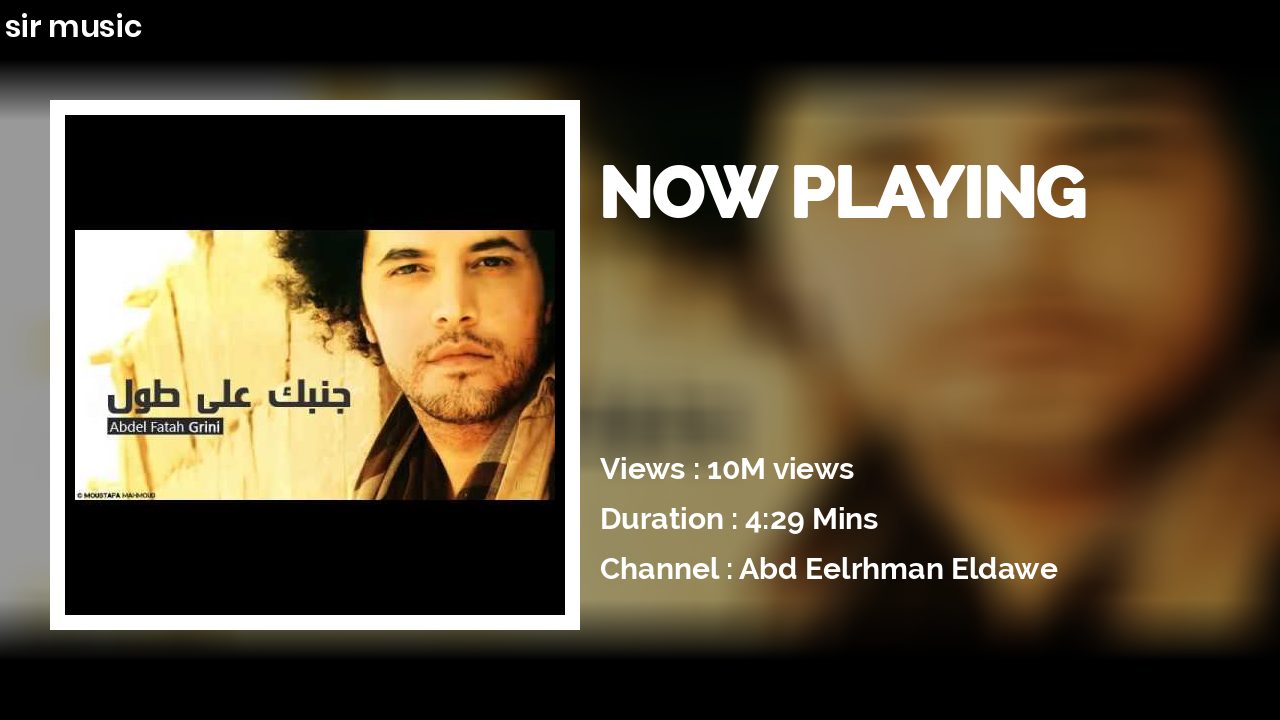 sir music
NOW PLAYING
جنبك على طول
Abdel Fatah Grini
© MOUSTAFA MAHMOUD
Views : 10M views
Duration : 4:29 Mins
Channel : Abd Eelrhman Eldawe